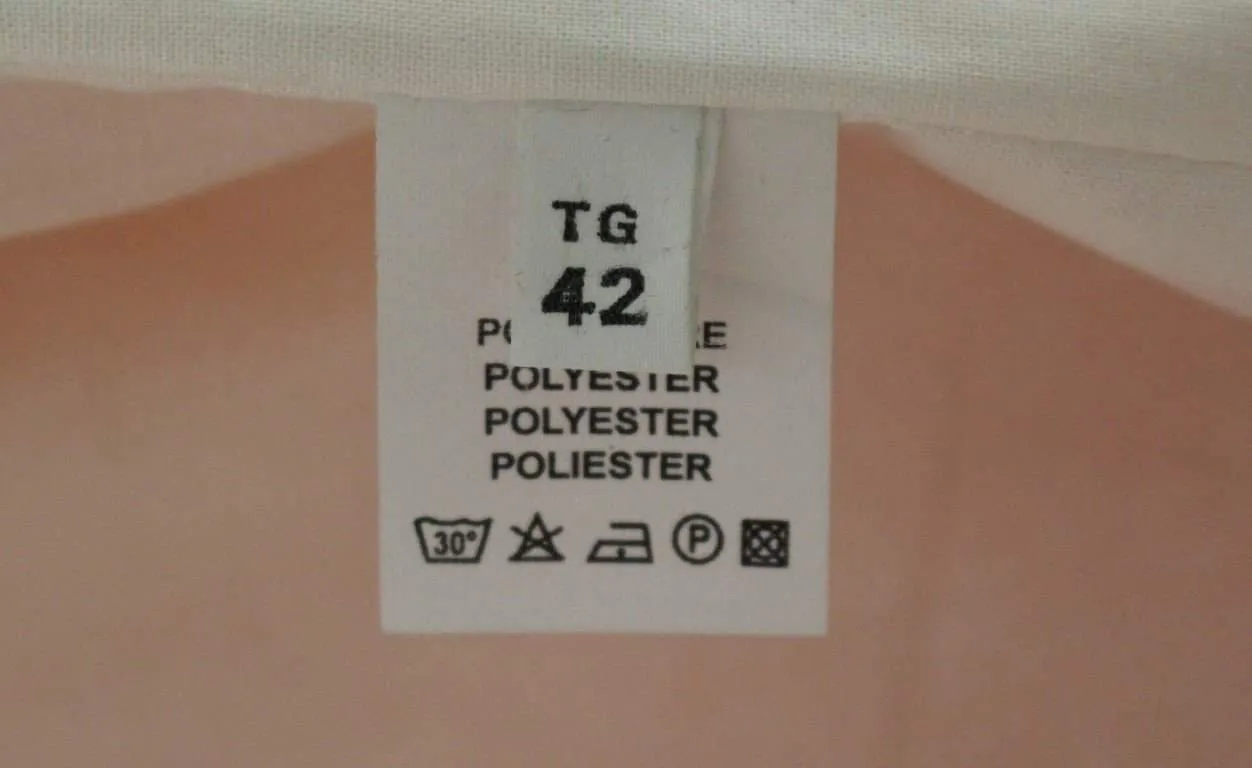 TG
42
POLYESTER
POLYESTER
POLIESTER
30°
P